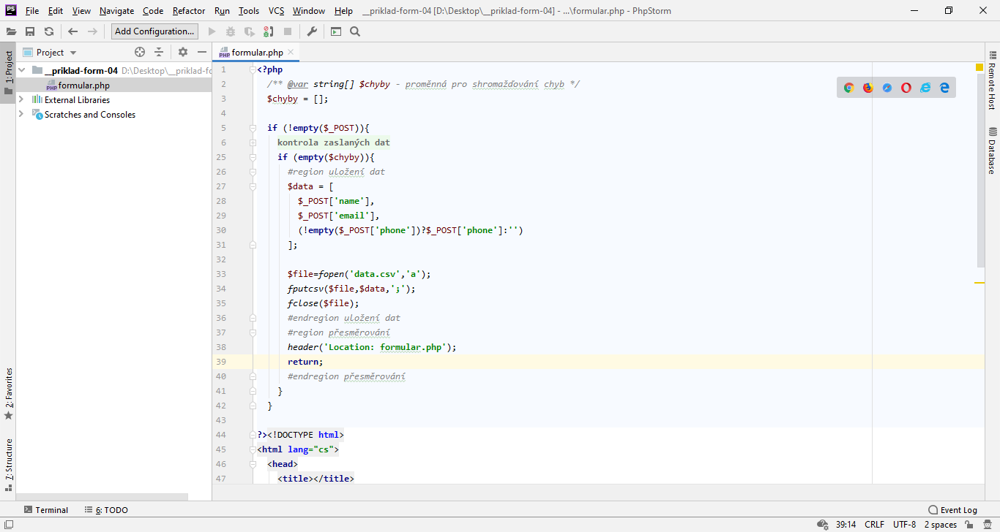 PS File Edit View Navigate Code Refactor Run Tools VCS Window Help __priklad-form-04 [D:\Desktop\__priklad-form-04] - ...\formular.php - PhpStorm
Add Configuration...
1: Project
Project
formular.php
__priklad-form-04 D:\Desktop\__priklad-fo
formular.php
External Libraries
Scratches and Consoles
1 <?php
2 /** @var string[] $chyby - proměnná pro shromažďování chyb */
3 $chyby = [];
4
5 if (!empty($_POST)){
6 kontrola zaslaných dat
25 if (empty($chyby)){
26 #region uložení dat
27 $data = [
28 $_POST['name'],
29 $_POST['email'],
30 (!empty($_POST['phone'])?$_POST['phone']:'')
31 ];
32
33 $file=fopen('data.csv','a');
34 fputcsv($file,$data,';');
35 fclose($file);
36 #endregion uložení dat
37 #region přesměrování
38 header('Location: formular.php');
39 return;
40 #endregion přesměrování
41 }
42 }
43
44 ?><!DOCTYPE html>
45 <html lang="cs">
46 <head>
47 <title></title>
Remote Host
Database
2: Favorites
7: Structure
Terminal
6: TODO
Event Log
39:14 CRLF UTF-8 2 spaces